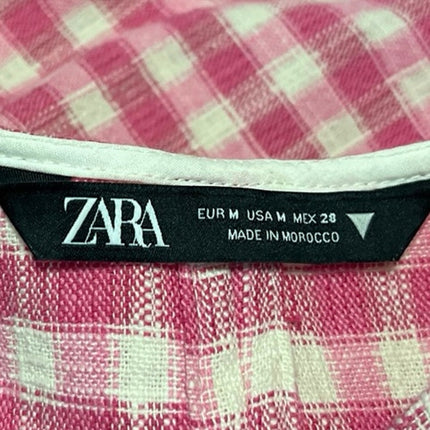 ZARA
EUR M USA M MEX 28
MADE IN MOROCCO